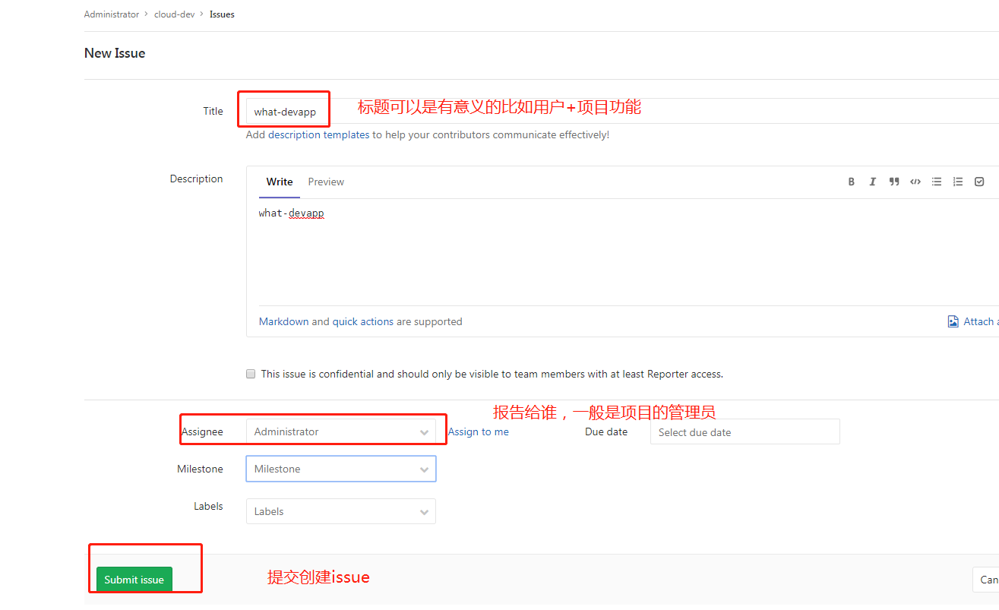 Administrator > cloud-dev > Issues
New Issue
Title
what-devapp
标题可以是有意义的比如用户+项目功能
Add description templates to help your contributors communicate effectively!
Description
Write Preview
what-devapp
Markdown and quick actions are supported
Attach a
This issue is confidential and should only be visible to team members with at least Reporter access.
报告给谁，一般是项目的管理员
Assignee Administrator Assign to me Due date Select due date
Milestone Milestone
Labels Labels
Submit issue 提交创建issue Can